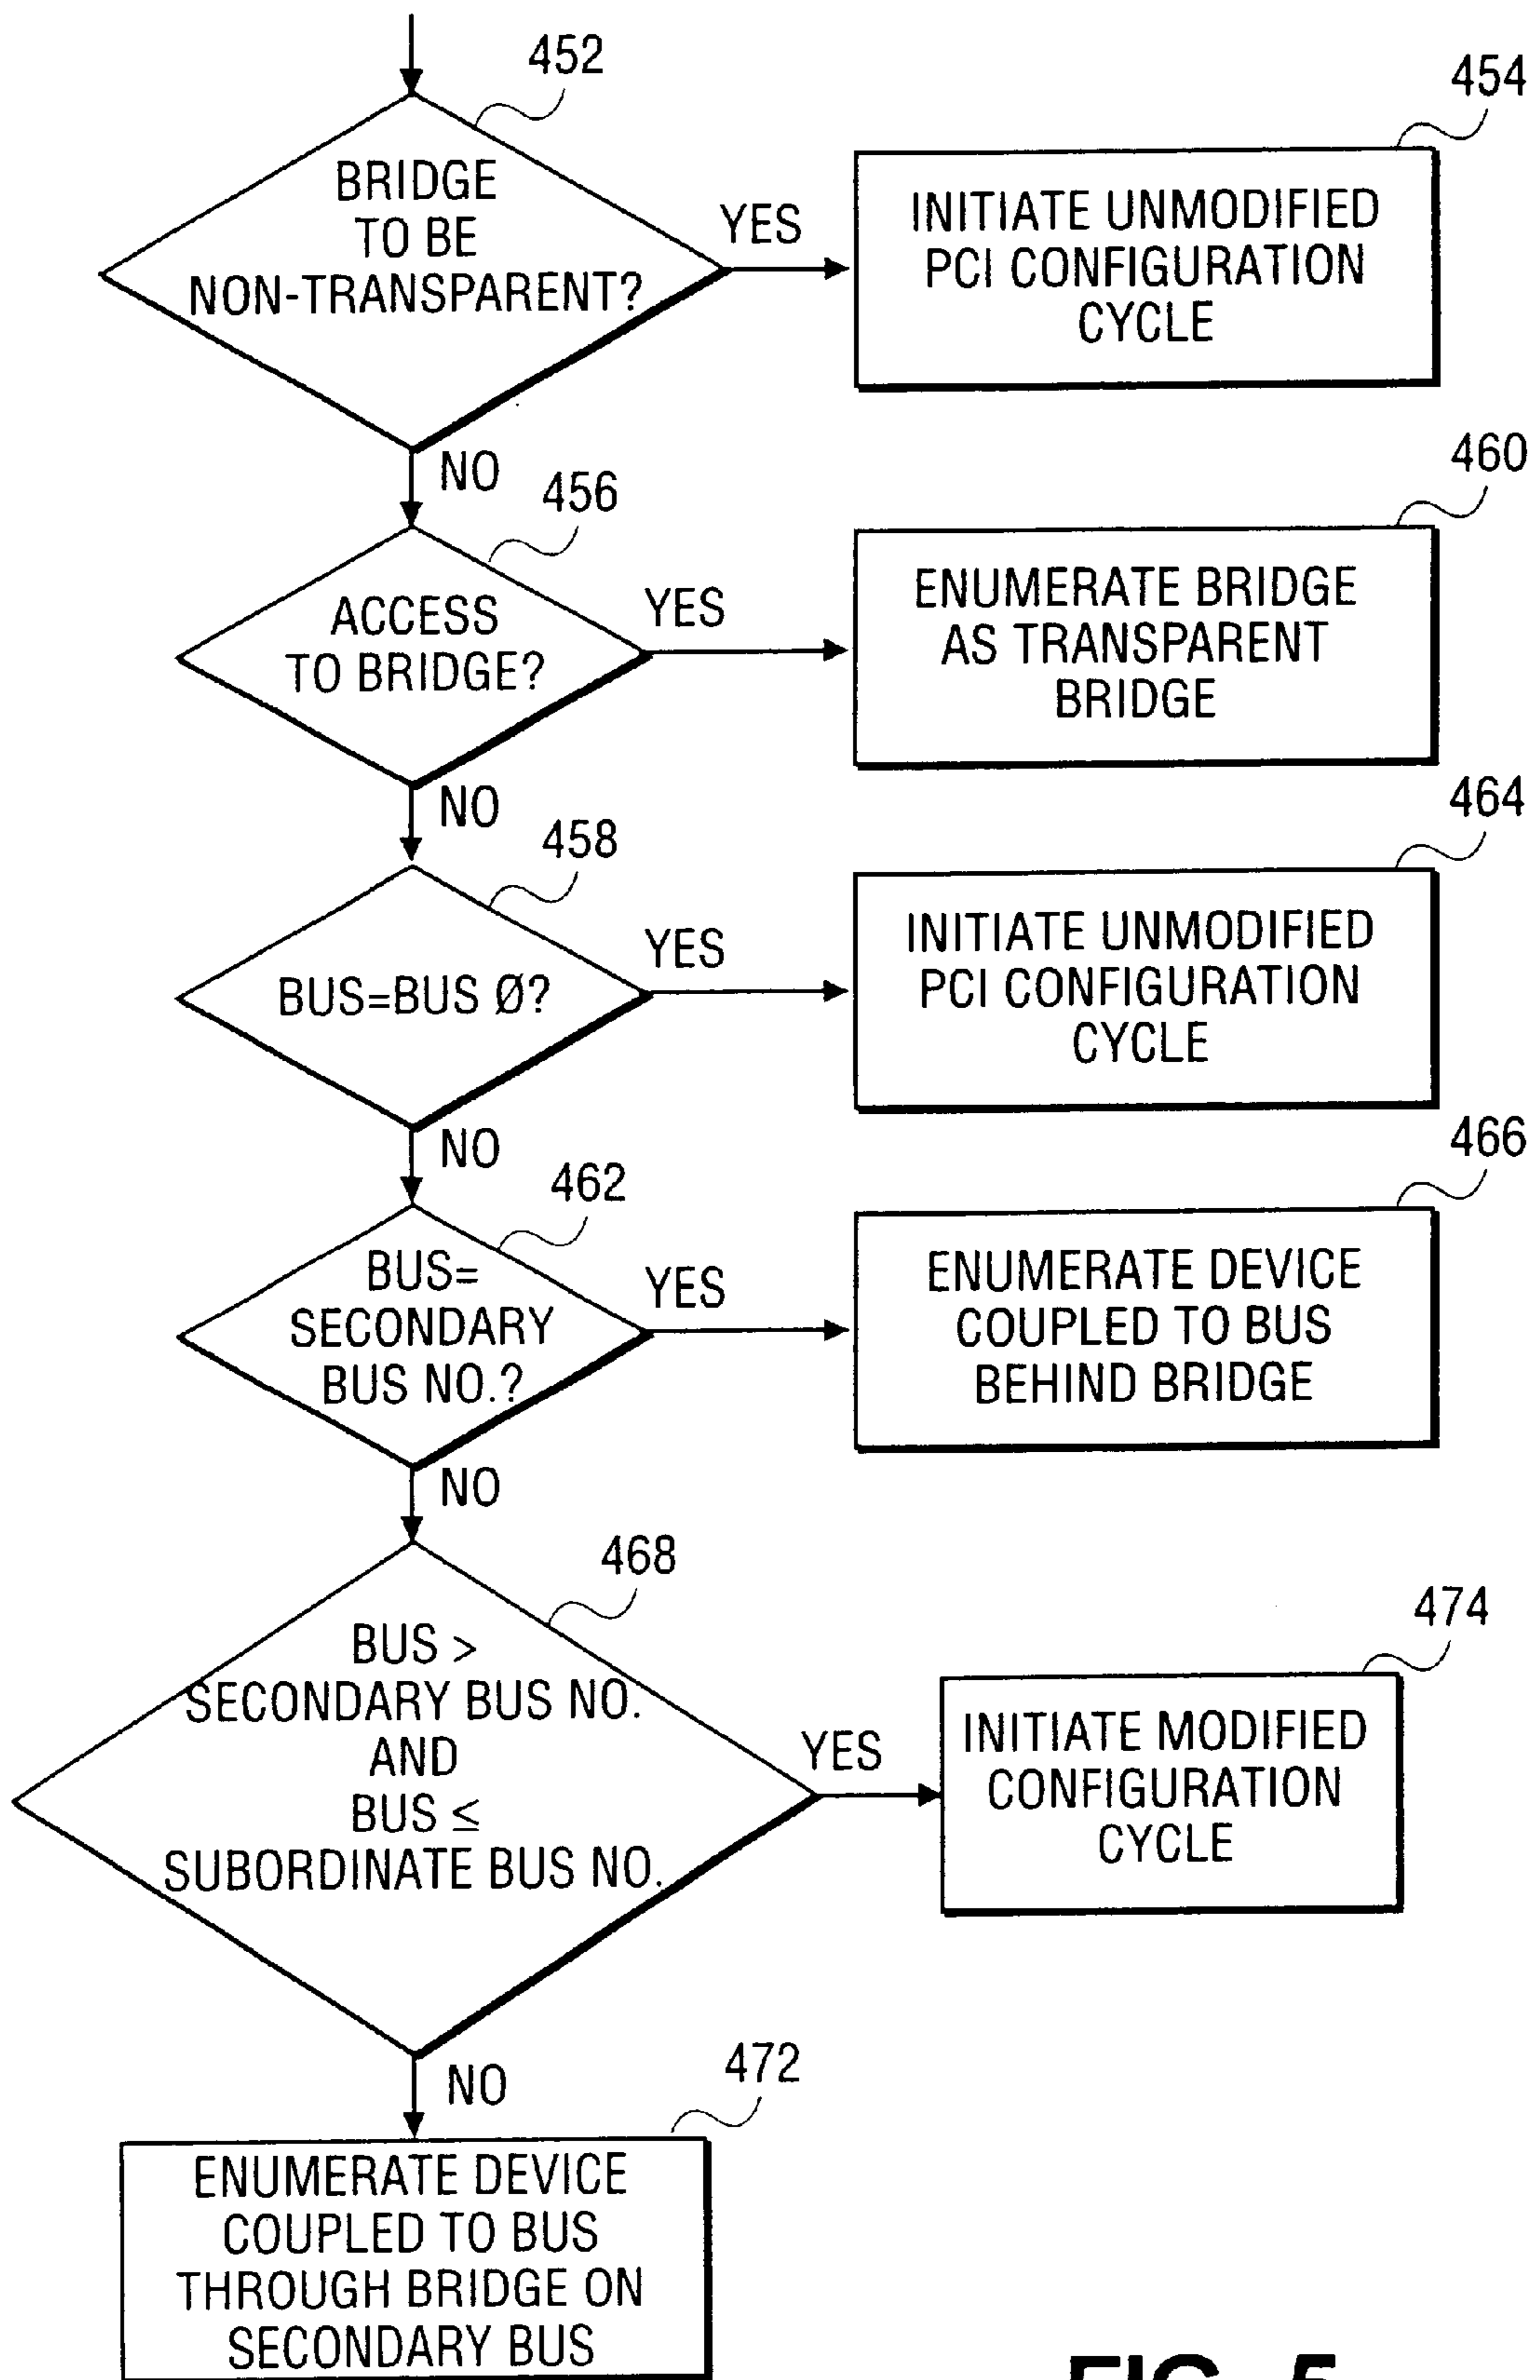 452
BRIDGE
TO BE
NON-TRANSPARENT?
YES
454
INITIATE UNMODIFIED
PCI CONFIGURATION
CYCLE
NO
456
ACCESS
TO BRIDGE?
YES
460
ENUMERATE BRIDGE
AS TRANSPARENT
BRIDGE
NO
458
BUS=BUS Ø?
YES
464
INITIATE UNMODIFIED
PCI CONFIGURATION
CYCLE
NO
462
BUS=
SECONDARY
BUS NO.?
YES
466
ENUMERATE DEVICE
COUPLED TO BUS
BEHIND BRIDGE
NO
468
BUS >
SECONDARY BUS NO.
AND
BUS ≤
SUBORDINATE BUS NO.
YES
474
INITIATE MODIFIED
CONFIGURATION
CYCLE
NO
472
ENUMERATE DEVICE
COUPLED TO BUS
THROUGH BRIDGE ON
SECONDARY BUS
FIG. 5